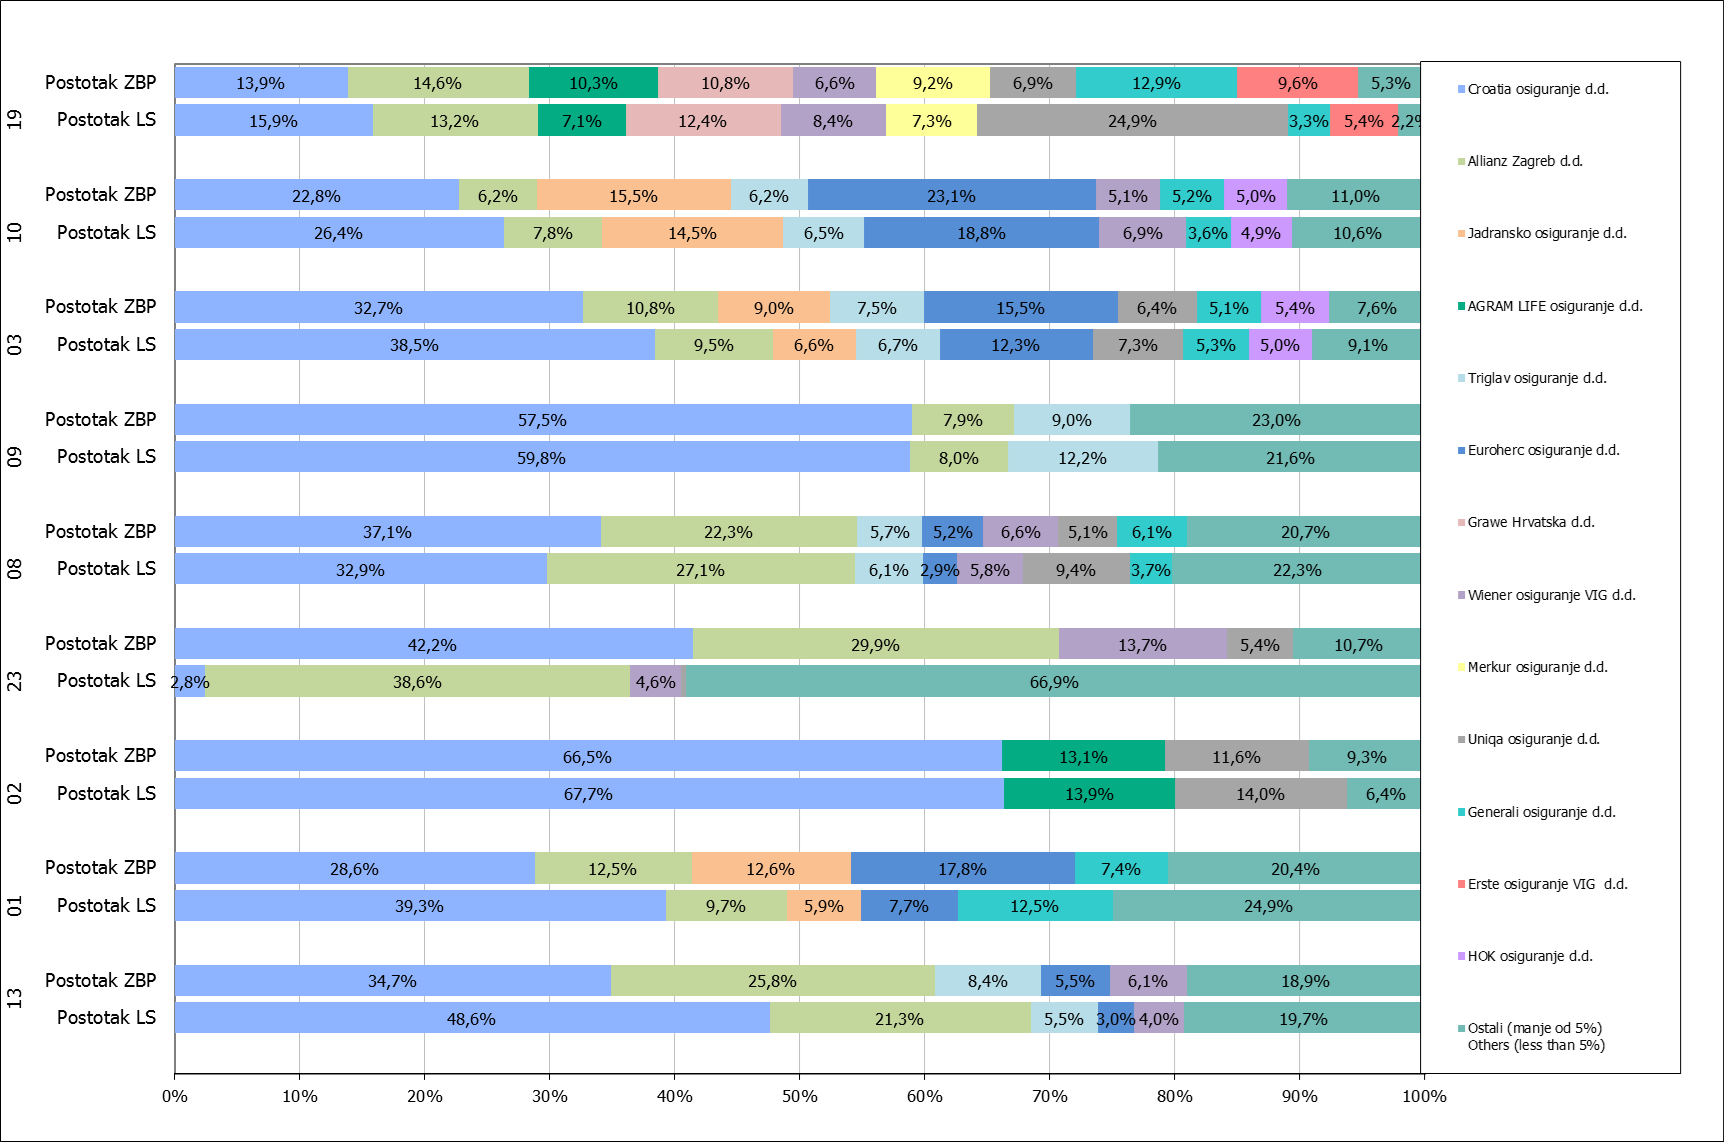 19
Postotak ZBP 13,9% 14,6% 10,3% 10,8% 6,6% 9,2% 6,9% 12,9% 9,6% 5,3%
Postotak LS 15,9% 13,2% 7,1% 12,4% 8,4% 7,3% 24,9% 3,3% 5,4% 2,2%
10
Postotak ZBP 22,8% 6,2% 15,5% 6,2% 23,1% 5,1% 5,2% 5,0% 11,0%
Postotak LS 26,4% 7,8% 14,5% 6,5% 18,8% 6,9% 3,6% 4,9% 10,6%
03
Postotak ZBP 32,7% 10,8% 9,0% 7,5% 15,5% 6,4% 5,1% 5,4% 7,6%
Postotak LS 38,5% 9,5% 6,6% 6,7% 12,3% 7,3% 5,3% 5,0% 9,1%
09
Postotak ZBP 57,5% 7,9% 9,0% 23,0%
Postotak LS 59,8% 8,0% 12,2% 21,6%
08
Postotak ZBP 37,1% 22,3% 5,7% 5,2% 6,6% 5,1% 6,1% 20,7%
Postotak LS 32,9% 27,1% 6,1% 2,9% 5,8% 9,4% 3,7% 22,3%
23
Postotak ZBP 42,2% 29,9% 13,7% 5,4% 10,7%
Postotak LS 2,8% 38,6% 4,6% 66,9%
02
Postotak ZBP 66,5% 13,1% 11,6% 9,3%
Postotak LS 67,7% 13,9% 14,0% 6,4%
01
Postotak ZBP 28,6% 12,5% 12,6% 17,8% 7,4% 20,4%
Postotak LS 39,3% 9,7% 5,9% 7,7% 12,5% 24,9%
13
Postotak ZBP 34,7% 25,8% 8,4% 5,5% 6,1% 18,9%
Postotak LS 48,6% 21,3% 5,5% 3,0% 4,0% 19,7%
0% 10% 20% 30% 40% 50% 60% 70% 80% 90% 100%
Croatia osiguranje d.d.
Allianz Zagreb d.d.
Jadransko osiguranje d.d.
AGRAM LIFE osiguranje d.d.
Triglav osiguranje d.d.
Euroherc osiguranje d.d.
Grawe Hrvatska d.d.
Wiener osiguranje VIG d.d.
Merkur osiguranje d.d.
Uniqa osiguranje d.d.
Generali osiguranje d.d.
Erste osiguranje VIG d.d.
HOK osiguranje d.d.
Ostali (manje od 5%)
Others (less than 5%)